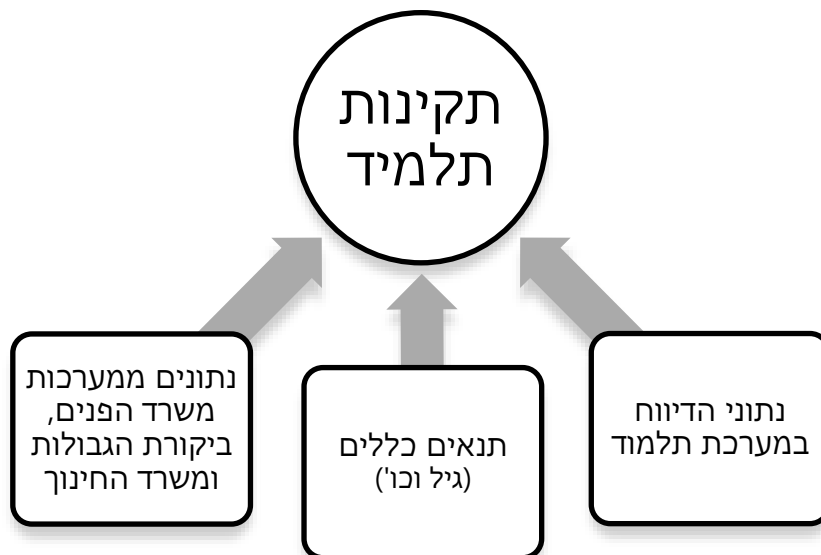 תקינות
תלמיד
נתוני הדיווח
במערכת תלמוד
תנאים כללים
(גיל וכו')
נתונים ממערכות
משרד הפנים,
ביקורת הגבולות
ומשרד החינוך